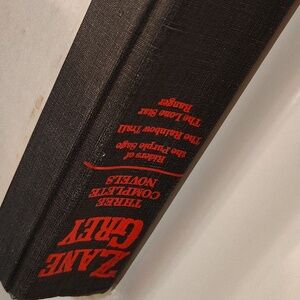 ZANE
GREY
THREE
COMPLETE
NOVELS
Riders of
the Purple Sage
The Rainbow Trail
The Lone Star
Ranger